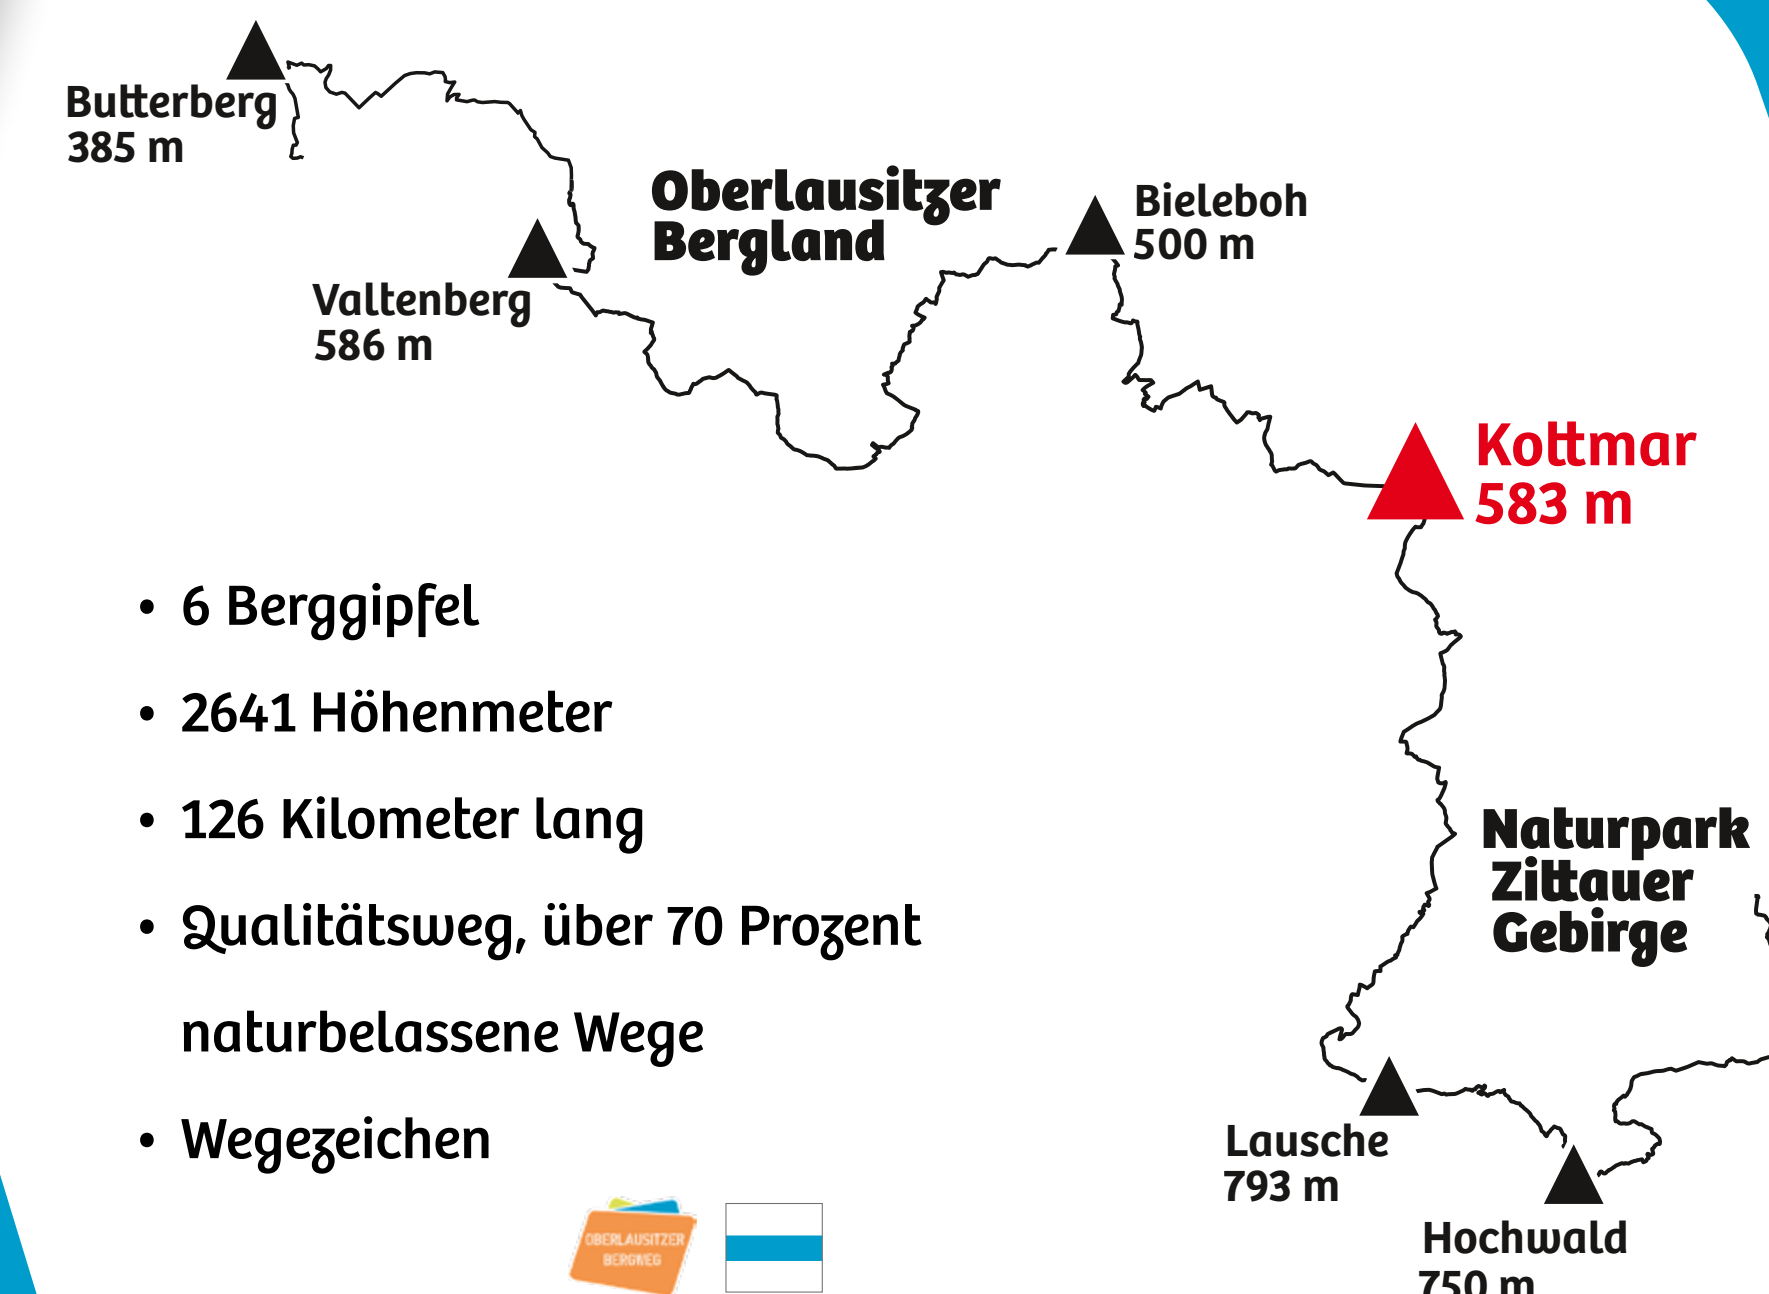 Butterberg
385 m
Oberlausitzer
Bergland
Bieleboh
500 m
Valtenberg
586 m
Kottmar
583 m
• 6 Berggipfel
• 2641 Höhenmeter
• 126 Kilometer lang
• Qualitätsweg, über 70 Prozent
naturbelassene Wege
• Wegezeichen
Naturpark
Zittauer
Gebirge
Lausche
793 m
Hochwald
750 m
OBERLAUSITZER
BERGWEG